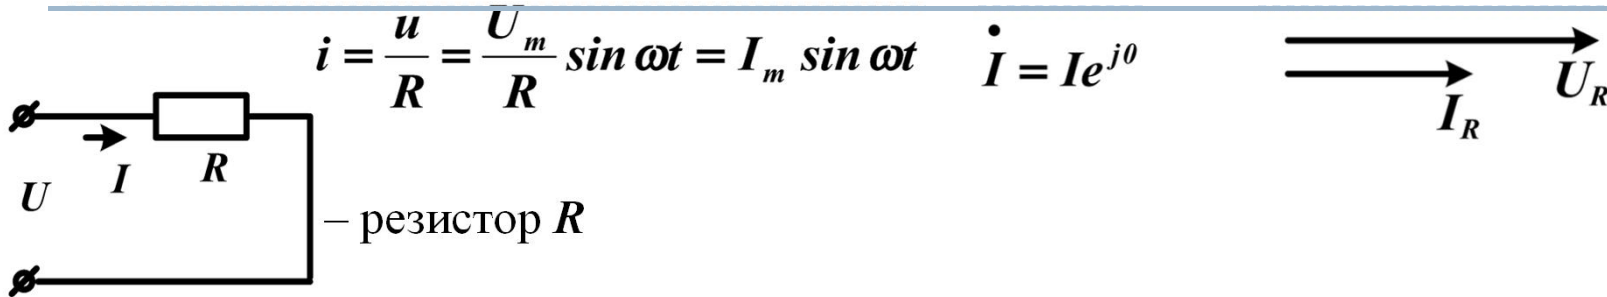 i = u/R = U_m/R sin ωt = I_m sin ωt
İ = Ie^{j0}
U_R
I_R
I
R
U
– резистор R